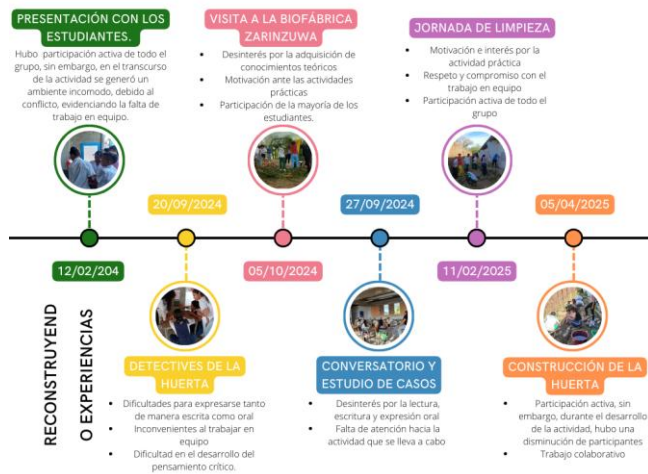 PRESENTACIÓN CON LOS
ESTUDIANTES.
Hubo participación activa de todo el
grupo, sin embargo, en el transcurso
de la actividad se generó un
ambiente incomodo, debido al
conflicto, evidenciando la falta de
trabajo en equipo.
VISITA A LA BIOFÁBRICA
ZARINZUWA
Desinterés por la adquisición de
conocimientos teóricos
Motivación ante las actividades
prácticas
Participación de la mayoría de los
estudiantes.
JORNADA DE LIMPIEZA
Motivación e interés por la
actividad práctica
Respeto y compromiso con el
trabajo en equipo
Participación activa de todo el
grupo
20/09/2024
27/09/2024
05/04/2025
12/02/204
05/10/2024
11/02/2025
RECONSTRUYEND
O EXPERIENCIAS
DETECTIVES DE LA
HUERTA
Dificultades para expresarse tanto
de manera escrita como oral
Inconvenientes al trabajar en
equipo
Dificultad en el desarrollo del
pensamiento crítico.
CONVERSATORIO Y
ESTUDIO DE CASOS
Desinterés por la lectura,
escritura y expresión oral
Falta de atención hacia la
actividad que se lleva a cabo
CONSTRUCCIÓN DE LA
HUERTA
Participación activa, sin
embargo, durante el desarrollo
de la actividad, hubo una
disminución de participantes
Trabajo colaborativo